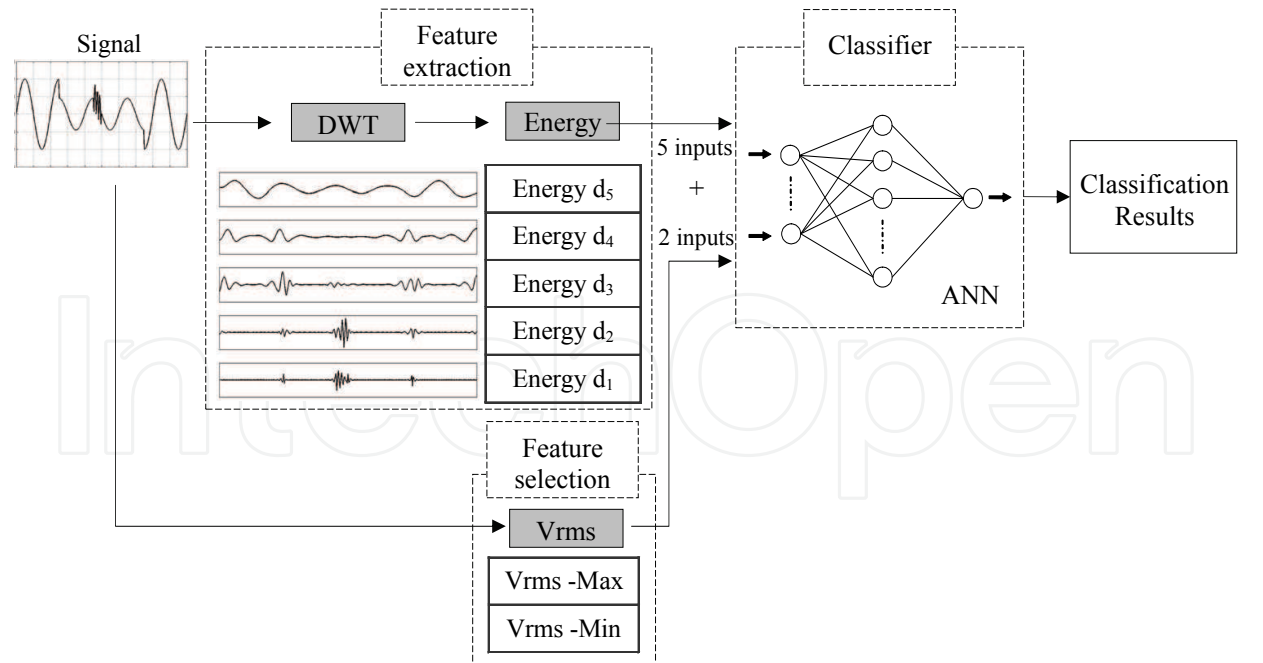 Signal
Feature
extraction
Classifier
DWT
Energy
5 inputs
+
2 inputs
Energy d5
Energy d4
Energy d3
Energy d2
Energy d1
ANN
Classification
Results
Feature
selection
Vrms
Vrms -Max
Vrms -Min
IntechOpen